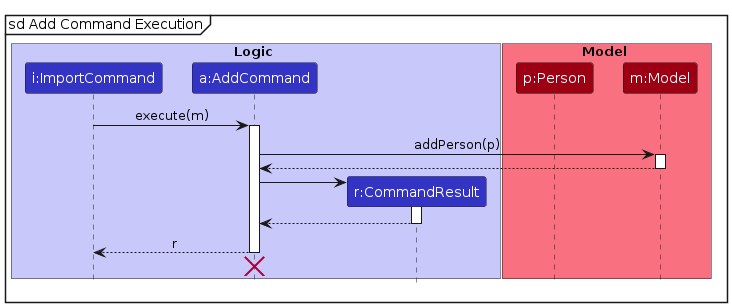 sd Add Command Execution
Logic
Model
i:ImportCommand
a:AddCommand
p:Person
m:Model
execute(m)
addPerson(p)
r:CommandResult
r